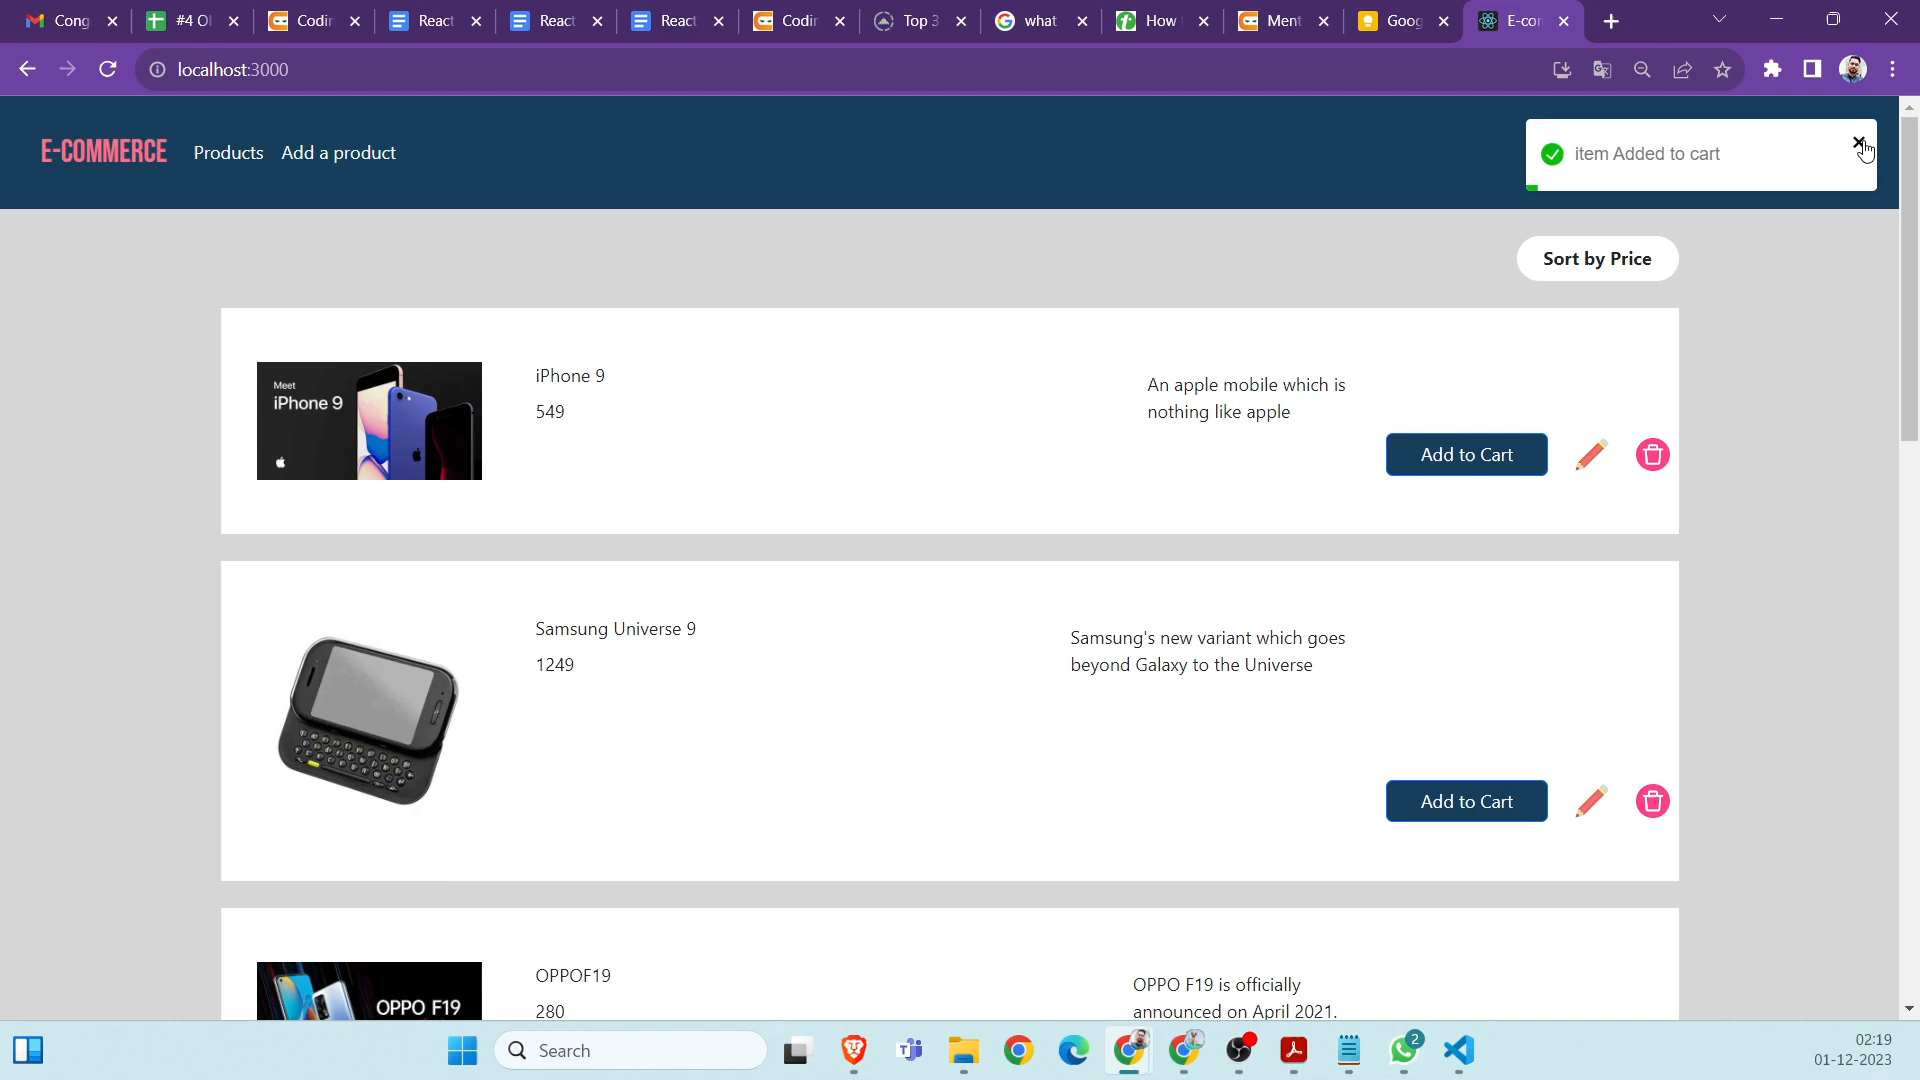 Cong
#4 O
Codin
React
React
React
Codin
Top 3
what
How
Ment
Goog
E-con
localhost:3000
E-COMMERCE
Products
Add a product
item Added to cart
Sort by Price
Meet
iPhone 9
iPhone 9
549
An apple mobile which is
nothing like apple
Add to Cart
Samsung Universe 9
1249
Samsung's new variant which goes
beyond Galaxy to the Universe
Add to Cart
OPPO F19
OPPOF19
280
OPPO F19 is officially
announced on April 2021.
Search
2
02:19
01-12-2023